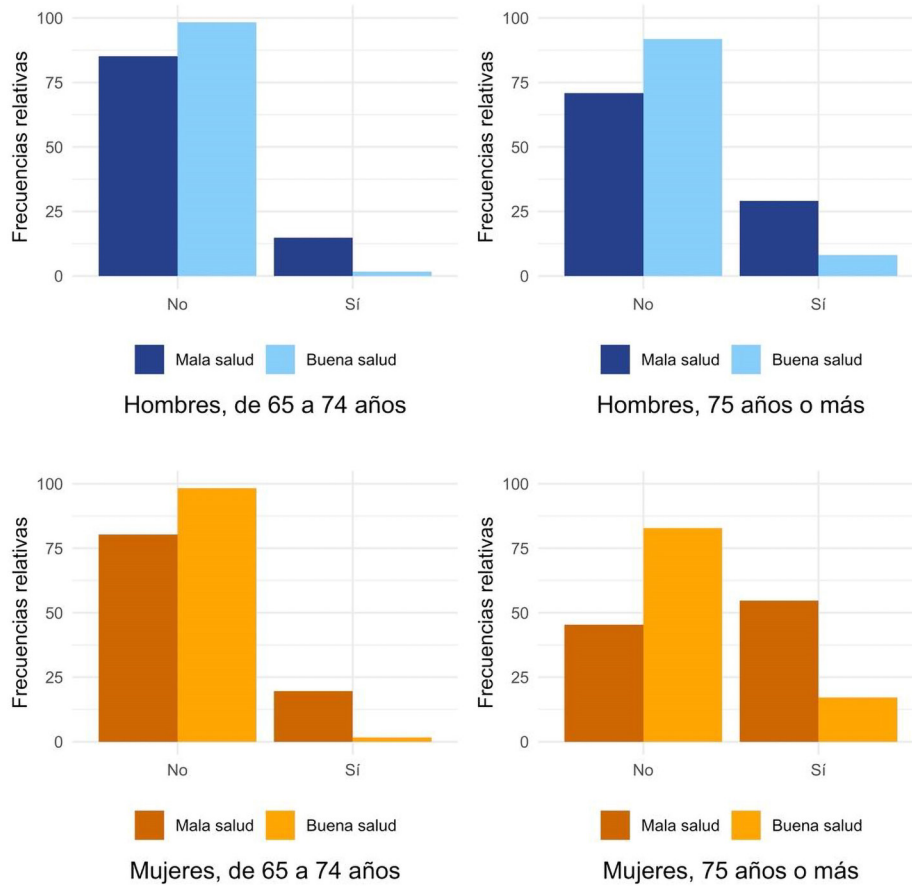 Frecuencias relativas
100
75
50
25
0
No
Sí
Mala salud
Buena salud
Hombres, de 65 a 74 años
Frecuencias relativas
100
75
50
25
0
No
Sí
Mala salud
Buena salud
Hombres, 75 años o más
Frecuencias relativas
100
75
50
25
0
No
Sí
Mala salud
Buena salud
Mujeres, de 65 a 74 años
Frecuencias relativas
100
75
50
25
0
No
Sí
Mala salud
Buena salud
Mujeres, 75 años o más